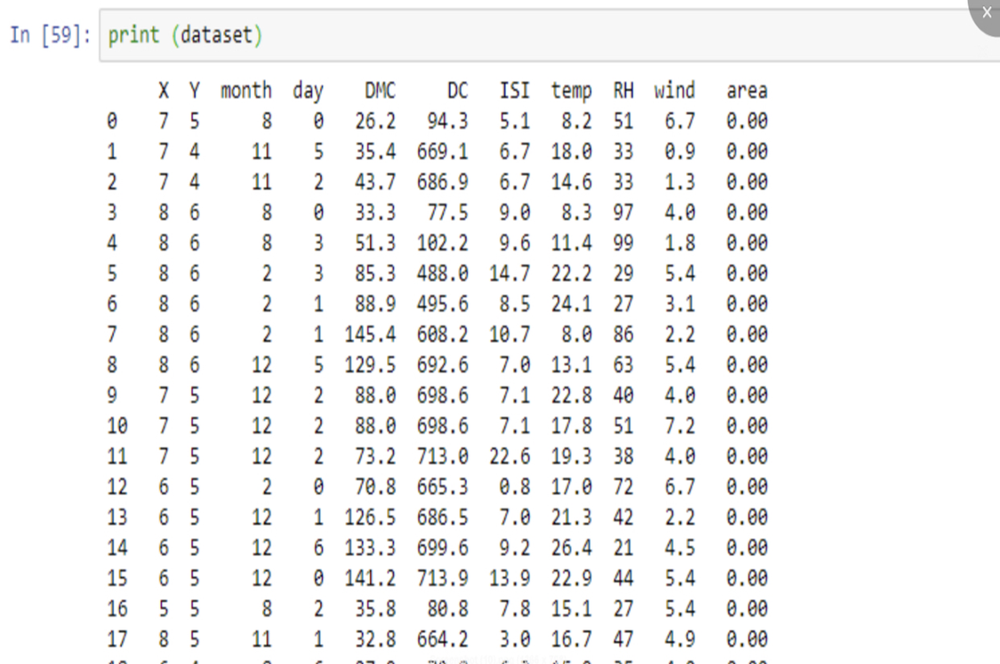 x
In [59]: print (dataset)
X Y month day DMC DC ISI temp RH wind area
0 7 5 8 0 26.2 94.3 5.1 8.2 51 6.7 0.00
1 7 4 11 5 35.4 669.1 6.7 18.0 33 0.9 0.00
2 7 4 11 2 43.7 686.9 6.7 14.6 33 1.3 0.00
3 8 6 8 0 33.3 77.5 9.0 8.3 97 4.0 0.00
4 8 6 8 3 51.3 102.2 9.6 11.4 99 1.8 0.00
5 8 6 2 3 85.3 488.0 14.7 22.2 29 5.4 0.00
6 8 6 2 1 88.9 495.6 8.5 24.1 27 3.1 0.00
7 8 6 2 1 145.4 608.2 10.7 8.0 86 2.2 0.00
8 8 6 12 5 129.5 692.6 7.0 13.1 63 5.4 0.00
9 7 5 12 2 88.0 698.6 7.1 22.8 40 4.0 0.00
10 7 5 12 2 88.0 698.6 7.1 17.8 51 7.2 0.00
11 7 5 12 2 73.2 713.0 22.6 19.3 38 4.0 0.00
12 6 5 2 0 70.8 665.3 0.8 17.0 72 6.7 0.00
13 6 5 12 1 126.5 686.5 7.0 21.3 42 2.2 0.00
14 6 5 12 6 133.3 699.6 9.2 26.4 21 4.5 0.00
15 6 5 12 0 141.2 713.9 13.9 22.9 44 5.4 0.00
16 5 5 8 2 35.8 80.8 7.8 15.1 27 5.4 0.00
17 8 5 11 1 32.8 664.2 3.0 16.7 47 4.9 0.00